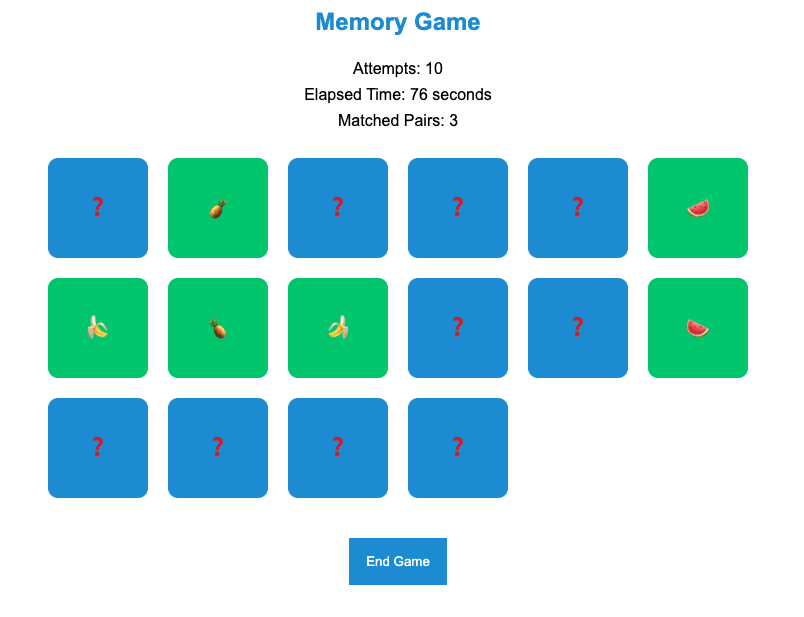 Memory Game
Attempts: 10
Elapsed Time: 76 seconds
Matched Pairs: 3
❓ 🍍 ❓ ❓ ❓ 🍉
🍌 🍍 🍌 ❓ ❓ 🍉
❓ ❓ ❓ ❓
End Game